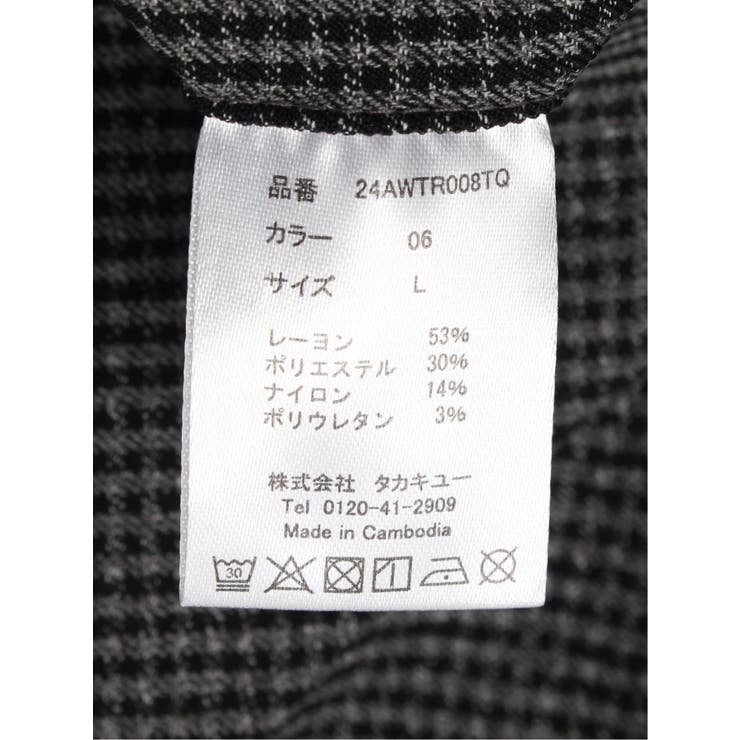 品番 24AWTR008TQ
カラー 06
サイズ L
レーヨン 53%
ポリエステル 30%
ナイロン 14%
ポリウレタン 3%
株式会社 タカキュー
Tel 0120-41-2909
Made in Cambodia
30